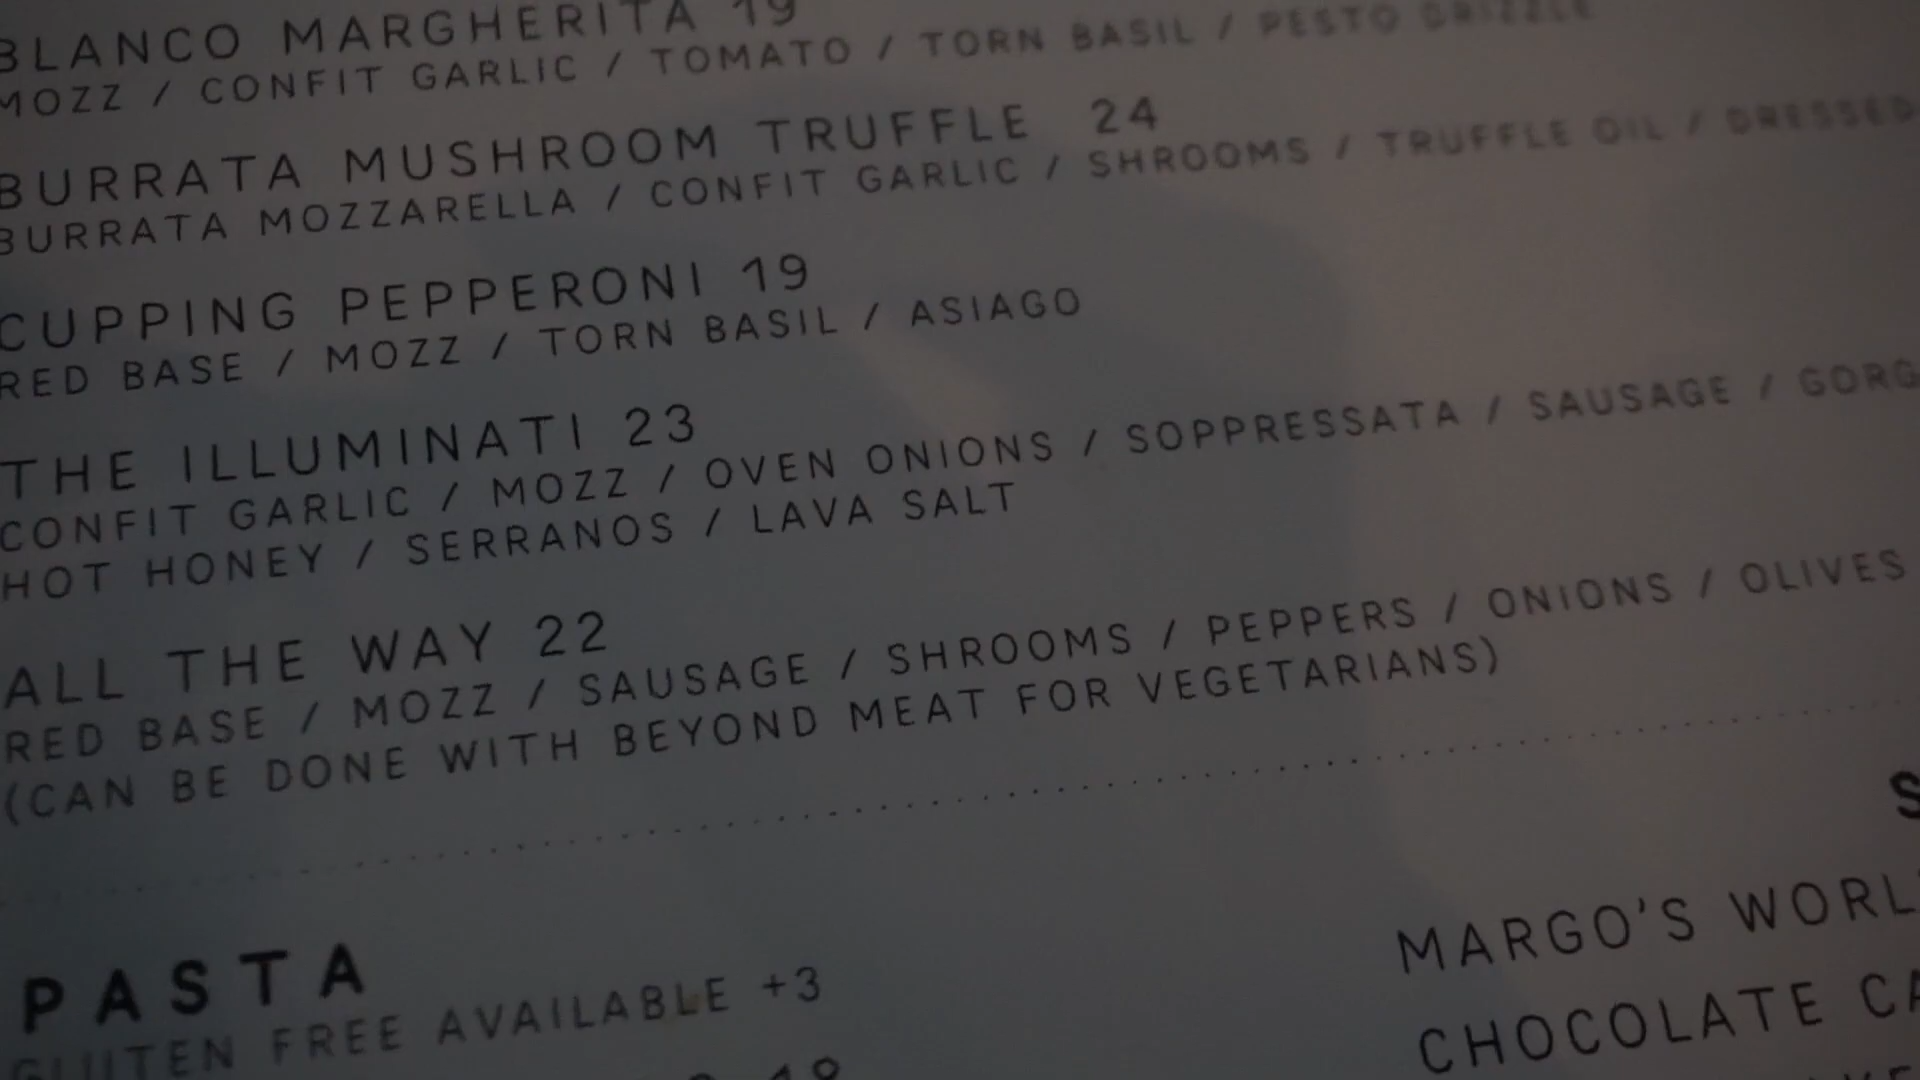 BLANCO MARGHERITA 19
MOZZ / CONFIT GARLIC / TOMATO / TORN BASIL / PESTO DRIZZLE
BURRATA MUSHROOM TRUFFLE 24
BURRATA MOZZARELLA / CONFIT GARLIC / SHROOMS / TRUFFLE OIL / DRESSED
CUPPING PEPPERONI 19
RED BASE / MOZZ / TORN BASIL / ASIAGO
THE ILLUMINATI 23
CONFIT GARLIC / MOZZ / OVEN ONIONS / SOPPRESSATA / SAUSAGE / GORG
HOT HONEY / SERRANOS / LAVA SALT
ALL THE WAY 22
RED BASE / MOZZ / SAUSAGE / SHROOMS / PEPPERS / ONIONS / OLIVES
(CAN BE DONE WITH BEYOND MEAT FOR VEGETARIANS)
PASTA
GLUTEN FREE AVAILABLE +3
S
MARGO'S WORL
CHOCOLATE CA